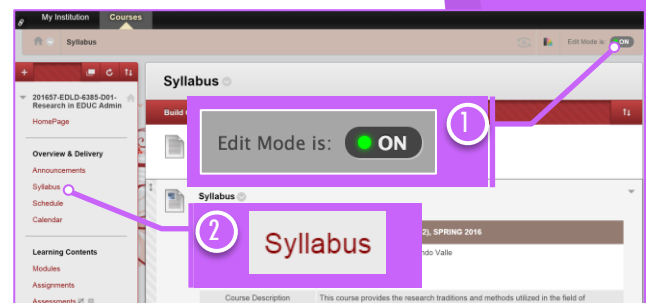 My Institution Courses
Syllabus
Edit Mode is: ON
Syllabus
201657-EDLD-6385-D01-
Research in EDUC Admin
HomePage
Build
Edit Mode is: ON
1
Overview & Delivery
Announcements
Syllabus
Schedule
Calendar
Syllabus
2
Syllabus
2), SPRING 2016
ndo Valle
Learning Contents
Modules
Assignments
Assessments
Course Description This course provides the research traditions and methods utilized in the field of